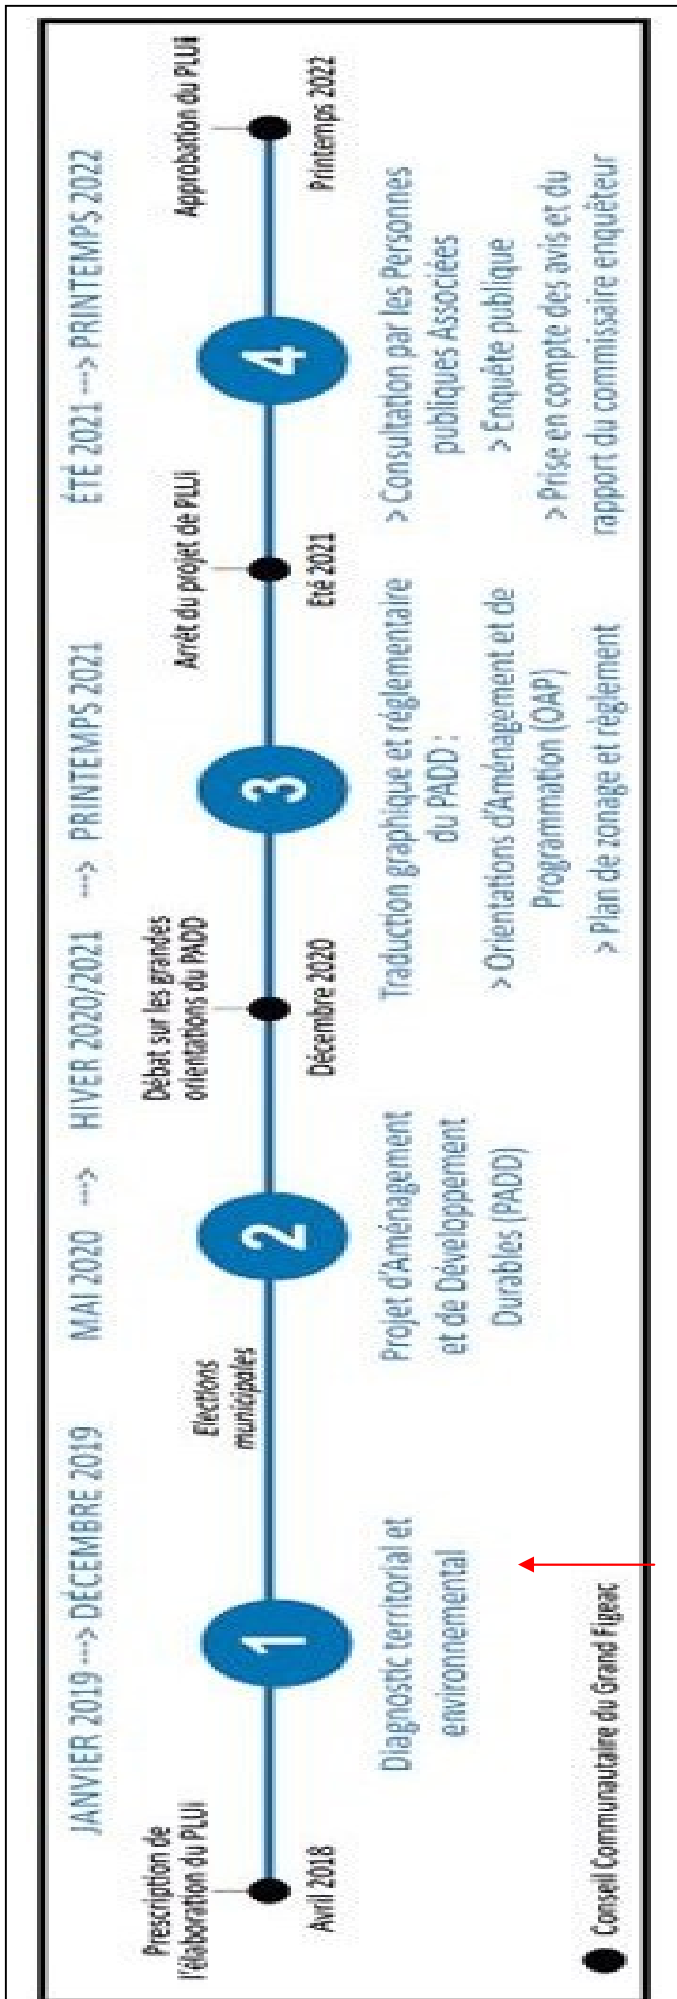 JANVIER 2019 ---> DÉCEMBRE 2019
MAI 2020 ---> HIVER 2020/2021 ---> PRINTEMPS 2021
ÉTÉ 2021 ---> PRINTEMPS 2022
Prescription de
l'élaboration du PLUi
Avril 2018
1
Diagnostic territorial et
environnemental
Elections
municipales
2
Projet d'Aménagement
et de Développement
Durables (PADD)
Débat sur les grandes
orientations du PADD
Décembre 2020
3
Traduction graphique et réglementaire
du PADD :
> Orientations d'Aménagement et de
Programmation (OAP)
> Plan de zonage et règlement
Arrêt du projet de PLUi
Eté 2021
4
> Consultation par les Personnes
publiques Associées
> Enquête publique
> Prise en compte des avis et du
rapport du commissaire enquêteur
Approbation du PLUi
Printemps 2022
Conseil Communautaire du Grand Figeac